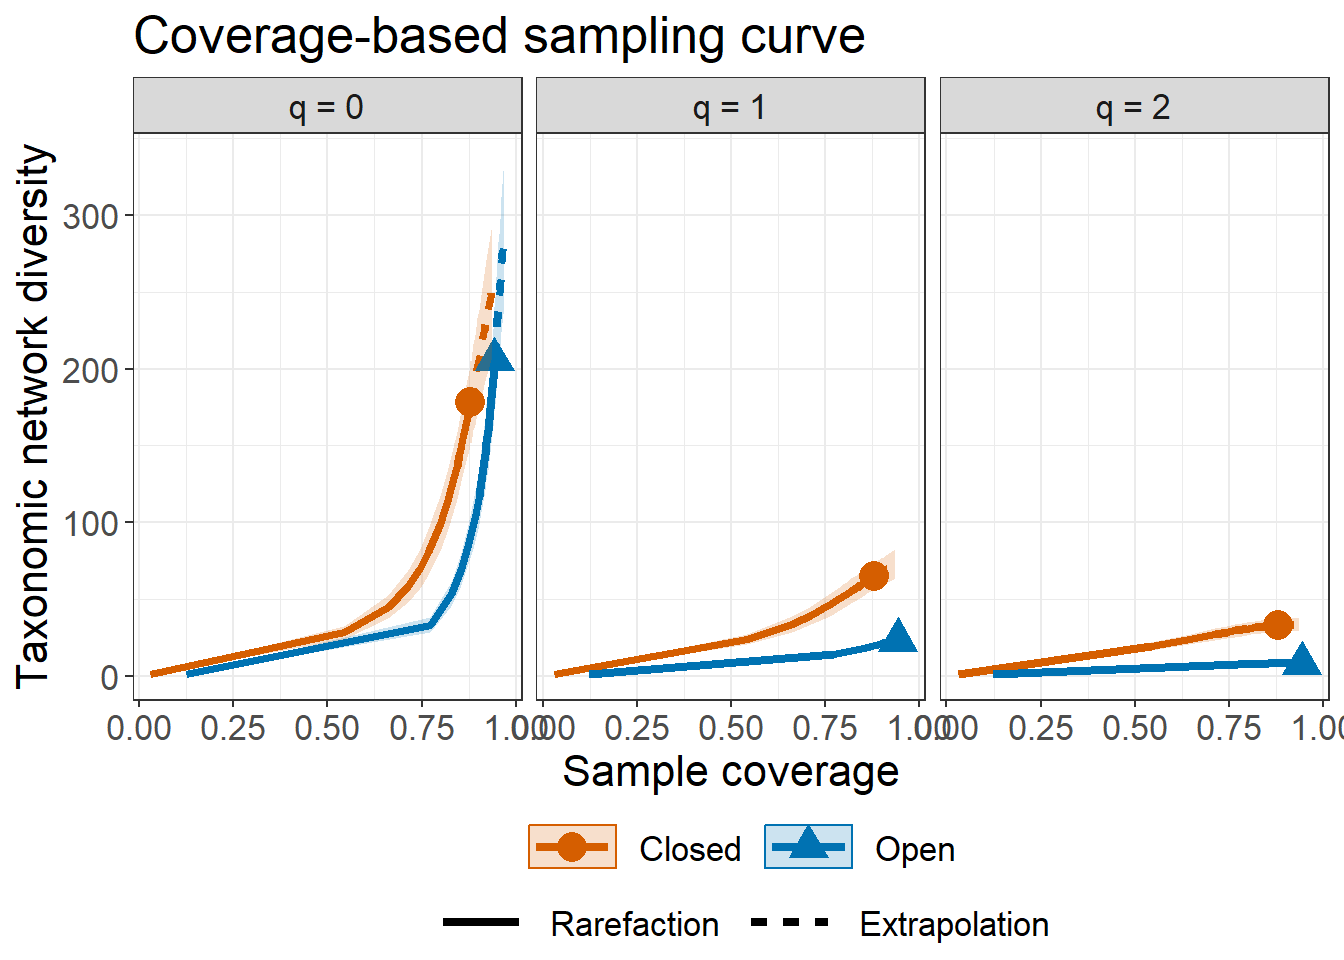 Coverage-based sampling curve
q = 0
q = 1
q = 2
Taxonomic network diversity
300
200
100
0
0.00 0.25 0.50 0.75 1.00
0.00 0.25 0.50 0.75 1.00
0.00 0.25 0.50 0.75 1.00
Sample coverage
Closed
Open
Rarefaction
Extrapolation